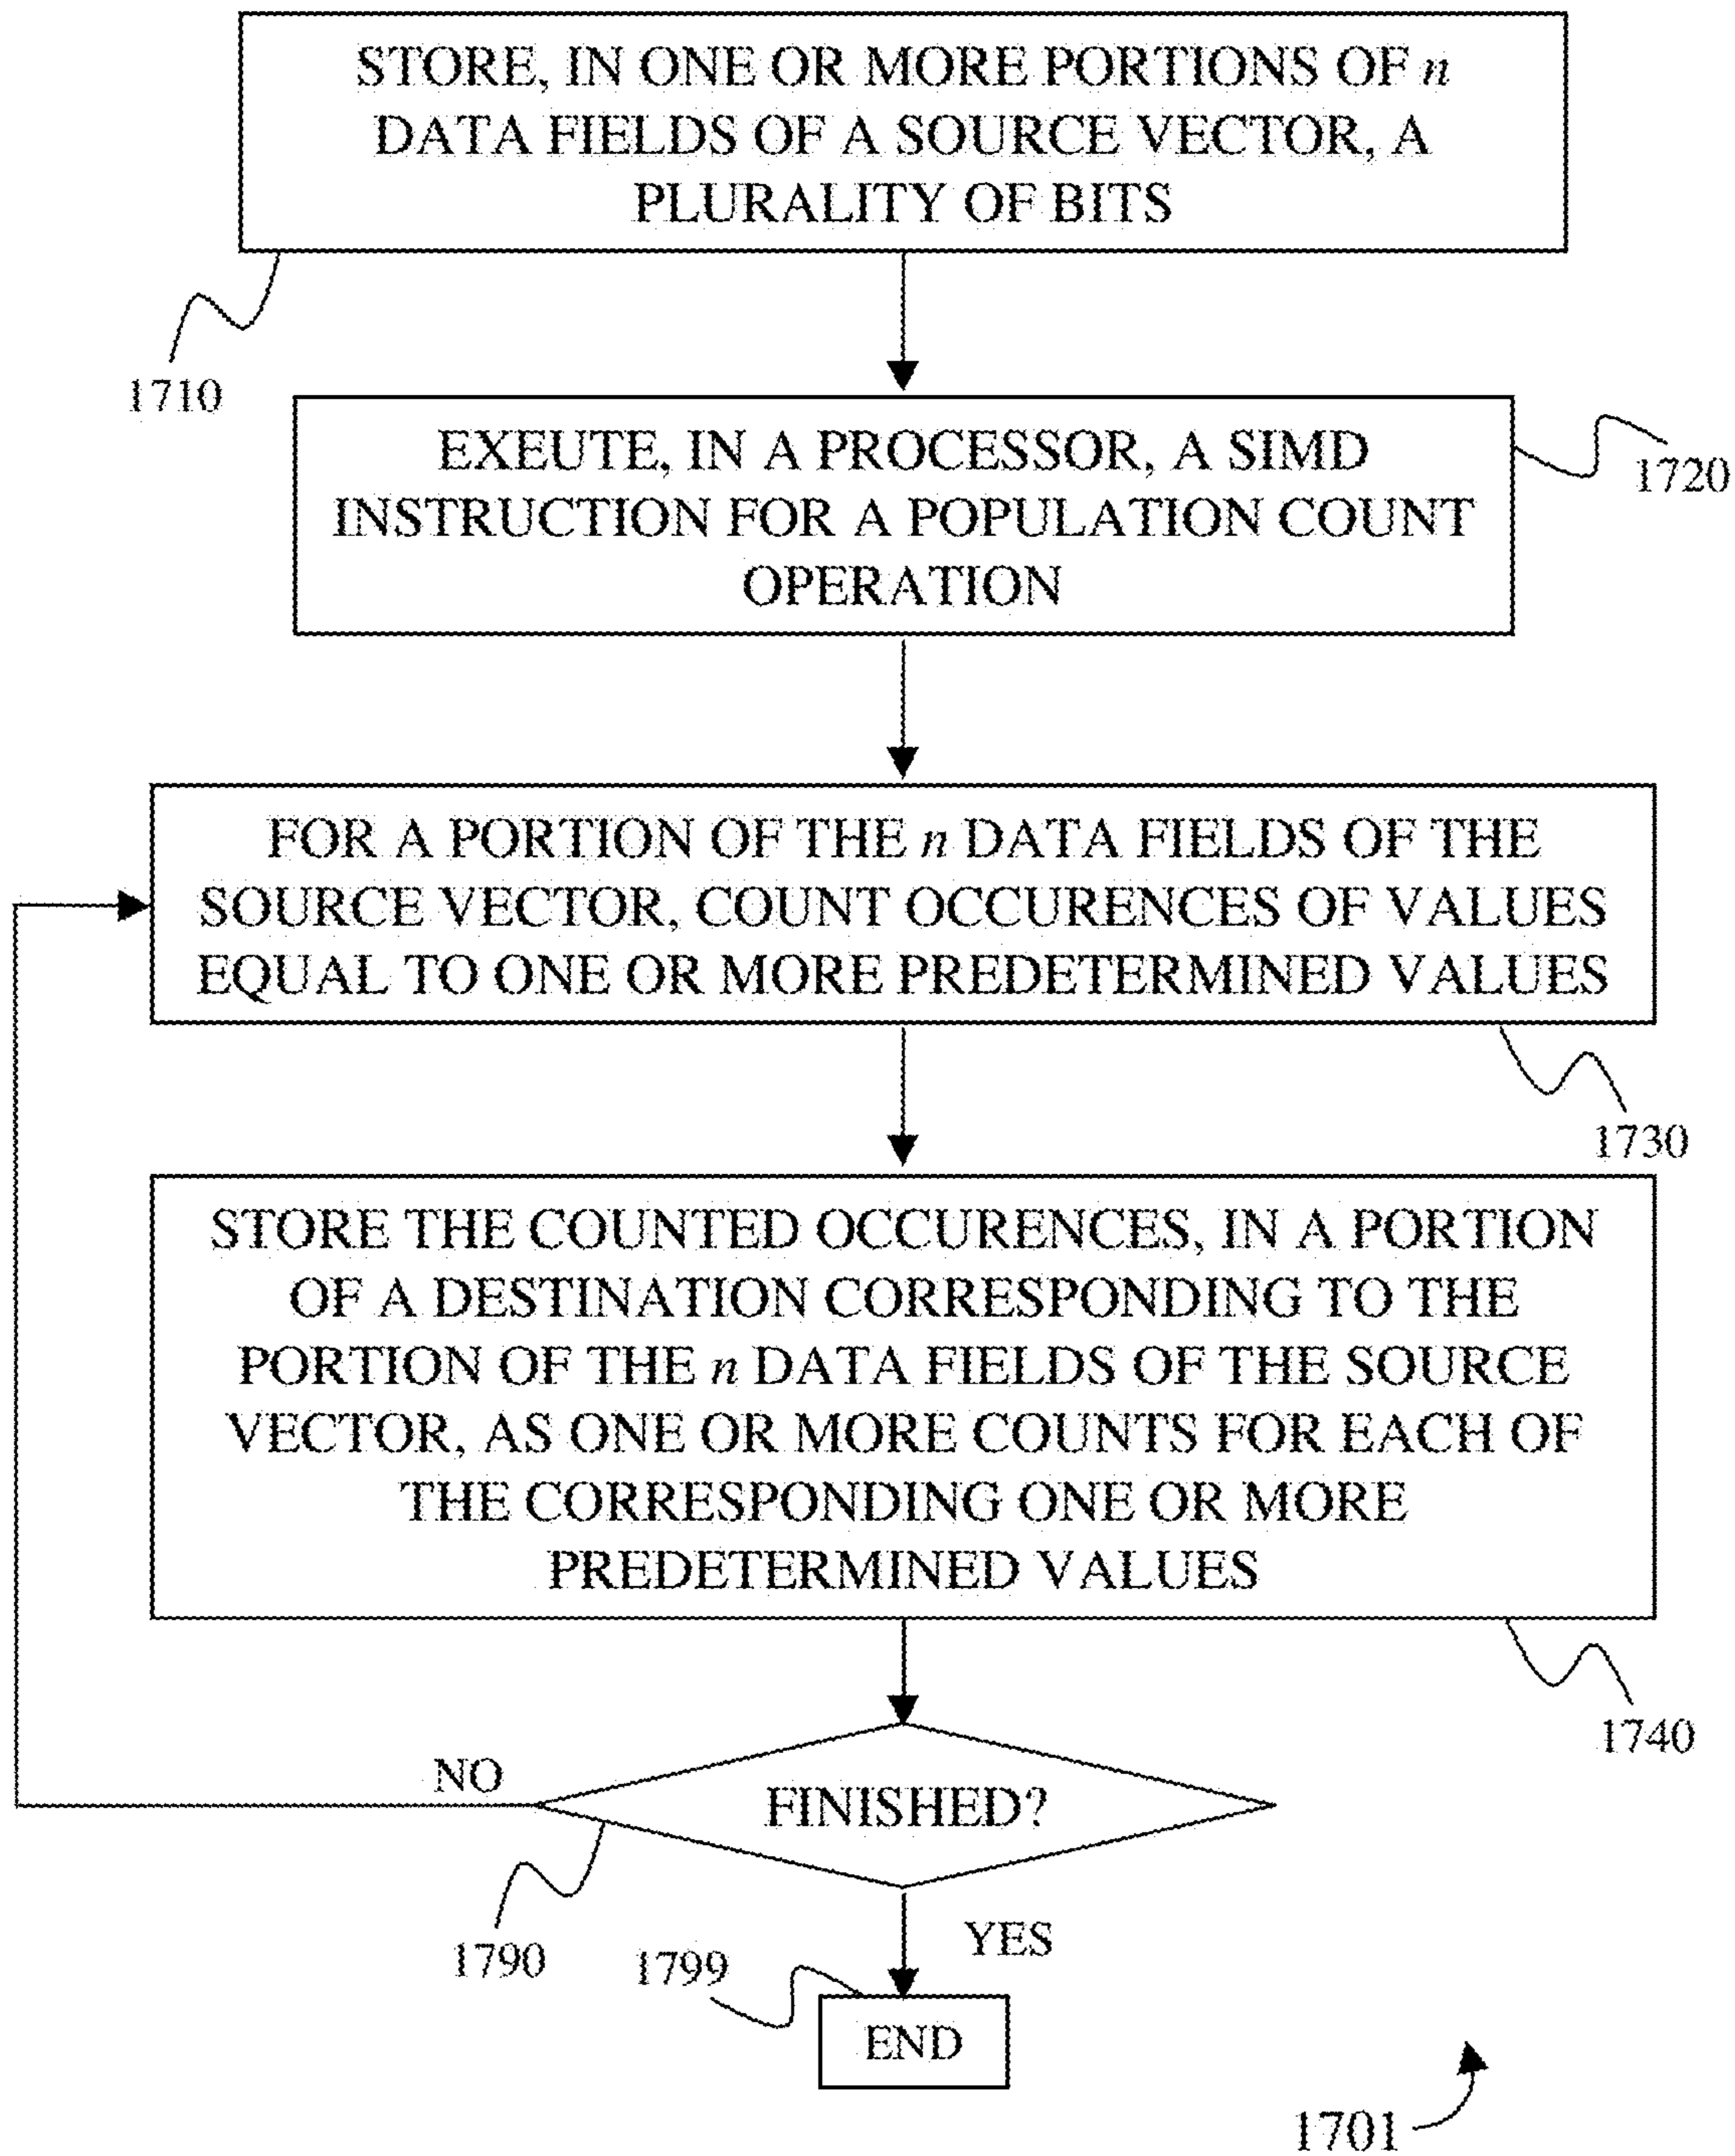 STORE, IN ONE OR MORE PORTIONS OF n
DATA FIELDS OF A SOURCE VECTOR, A
PLURALITY OF BITS
1710
EXEUTE, IN A PROCESSOR, A SIMD
INSTRUCTION FOR A POPULATION COUNT
OPERATION
1720
FOR A PORTION OF THE n DATA FIELDS OF THE
SOURCE VECTOR, COUNT OCCURENCES OF VALUES
EQUAL TO ONE OR MORE PREDETERMINED VALUES
1730
STORE THE COUNTED OCCURENCES, IN A PORTION
OF A DESTINATION CORRESPONDING TO THE
PORTION OF THE n DATA FIELDS OF THE SOURCE
VECTOR, AS ONE OR MORE COUNTS FOR EACH OF
THE CORRESPONDING ONE OR MORE
PREDETERMINED VALUES
1740
NO
FINISHED?
1790
YES
1799
END
1701